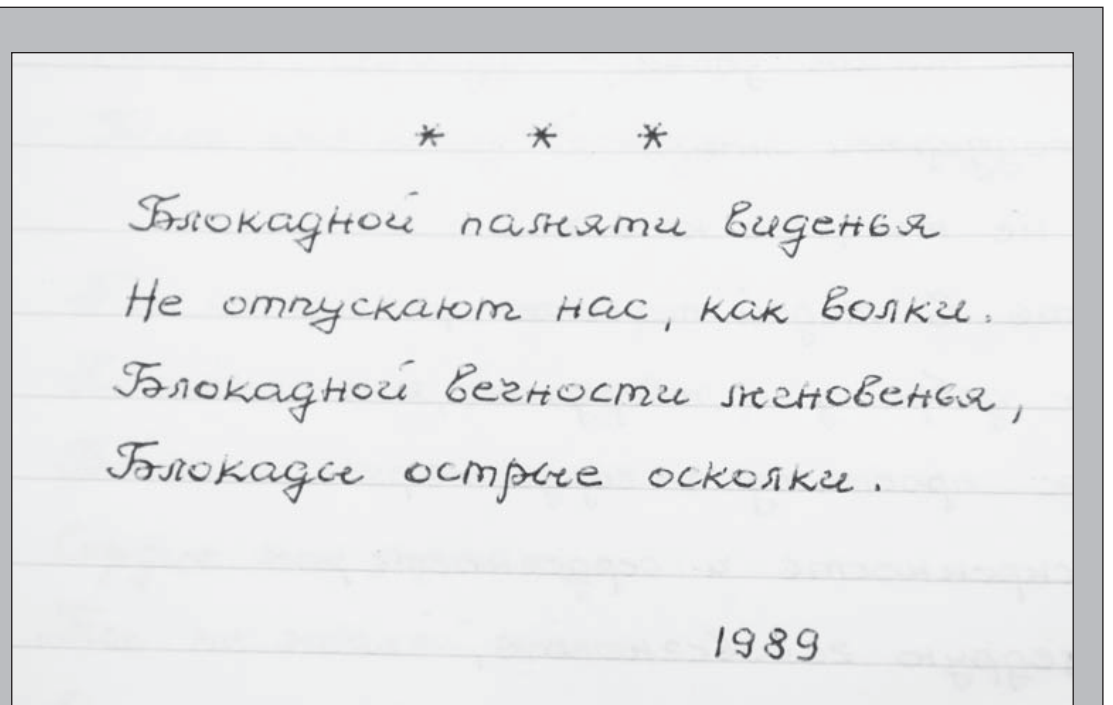 * * *
Блокадной памяти виденья
Не отпускают нас, как волки.
Блокадной вечности мгновенья,
Блокады острые осколки.
1989